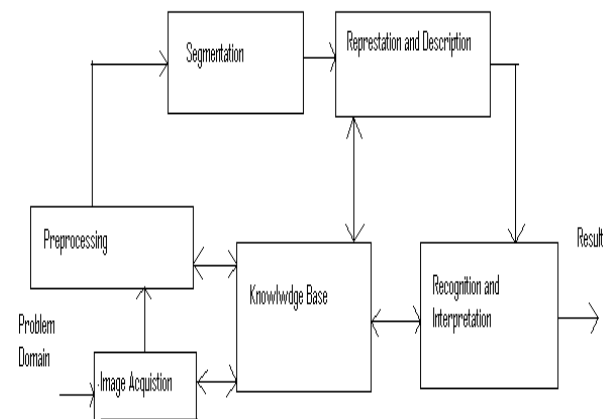 Segmentation
Represtation and Description
Preprocessing
Knowlwdge Base
Result
Recognition and
Interpretation
Problem
Domain
Image Acquistion